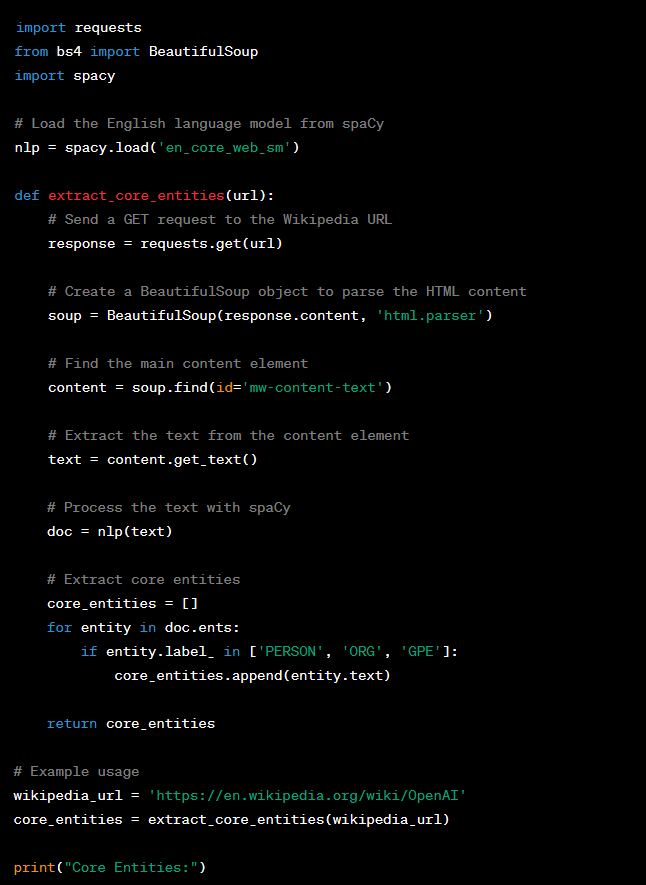 import requests
from bs4 import BeautifulSoup
import spacy

# Load the English language model from spaCy
nlp = spacy.load('en_core_web_sm')

def extract_core_entities(url):
    # Send a GET request to the Wikipedia URL
    response = requests.get(url)

    # Create a BeautifulSoup object to parse the HTML content
    soup = BeautifulSoup(response.content, 'html.parser')

    # Find the main content element
    content = soup.find(id='mw-content-text')

    # Extract the text from the content element
    text = content.get_text()

    # Process the text with spaCy
    doc = nlp(text)

    # Extract core entities
    core_entities = []
    for entity in doc.ents:
        if entity.label_ in ['PERSON', 'ORG', 'GPE']:
            core_entities.append(entity.text)

    return core_entities

# Example usage
wikipedia_url = 'https://en.wikipedia.org/wiki/OpenAI'
core_entities = extract_core_entities(wikipedia_url)

print("Core Entities:")